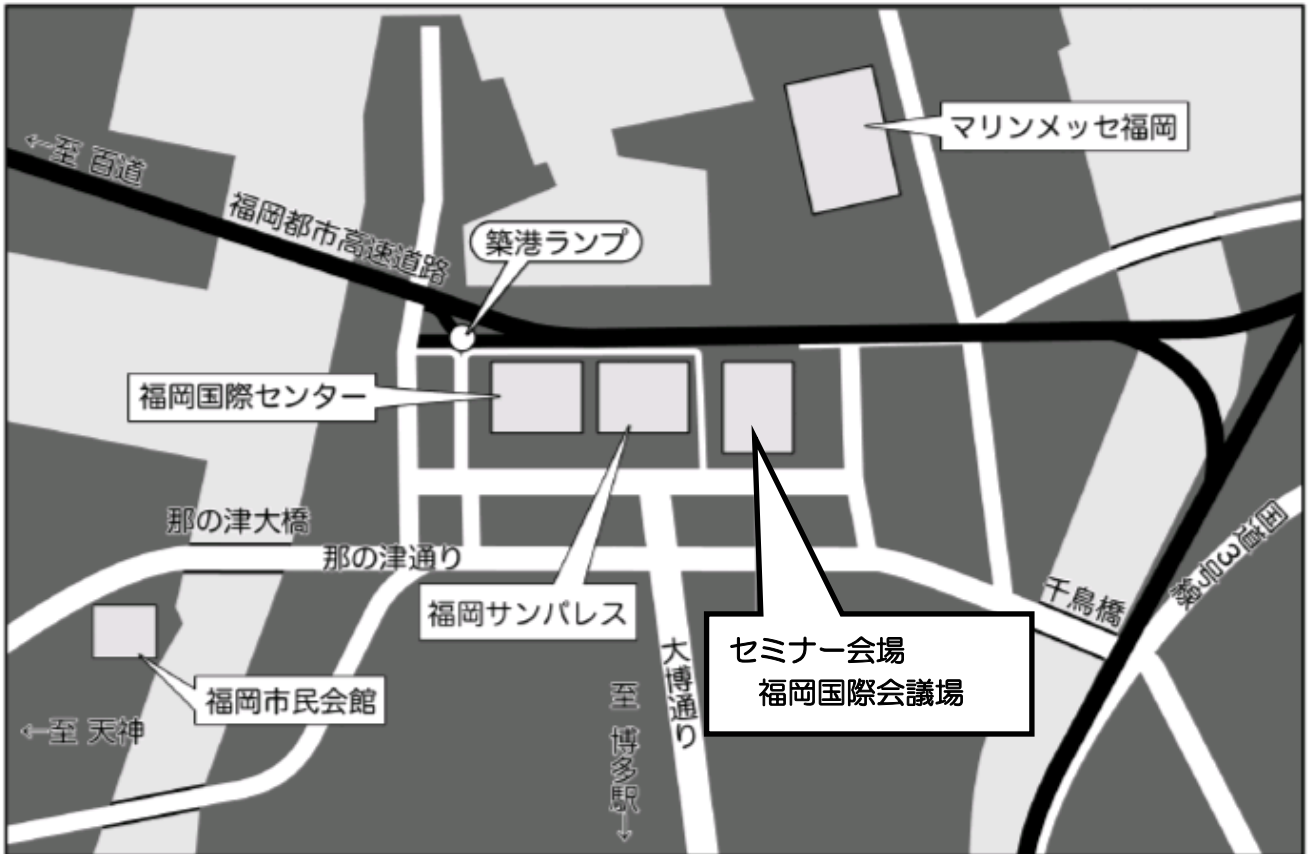 マリンメッセ福岡
←至 百道
福岡都市高速道路
築港ランプ
福岡国際センター
那の津大橋
那の津通り
国道3号線
千鳥橋
福岡サンパレス
セミナー会場
福岡国際会議場
大博通り
福岡市民会館
←至 天神
至 博多駅→